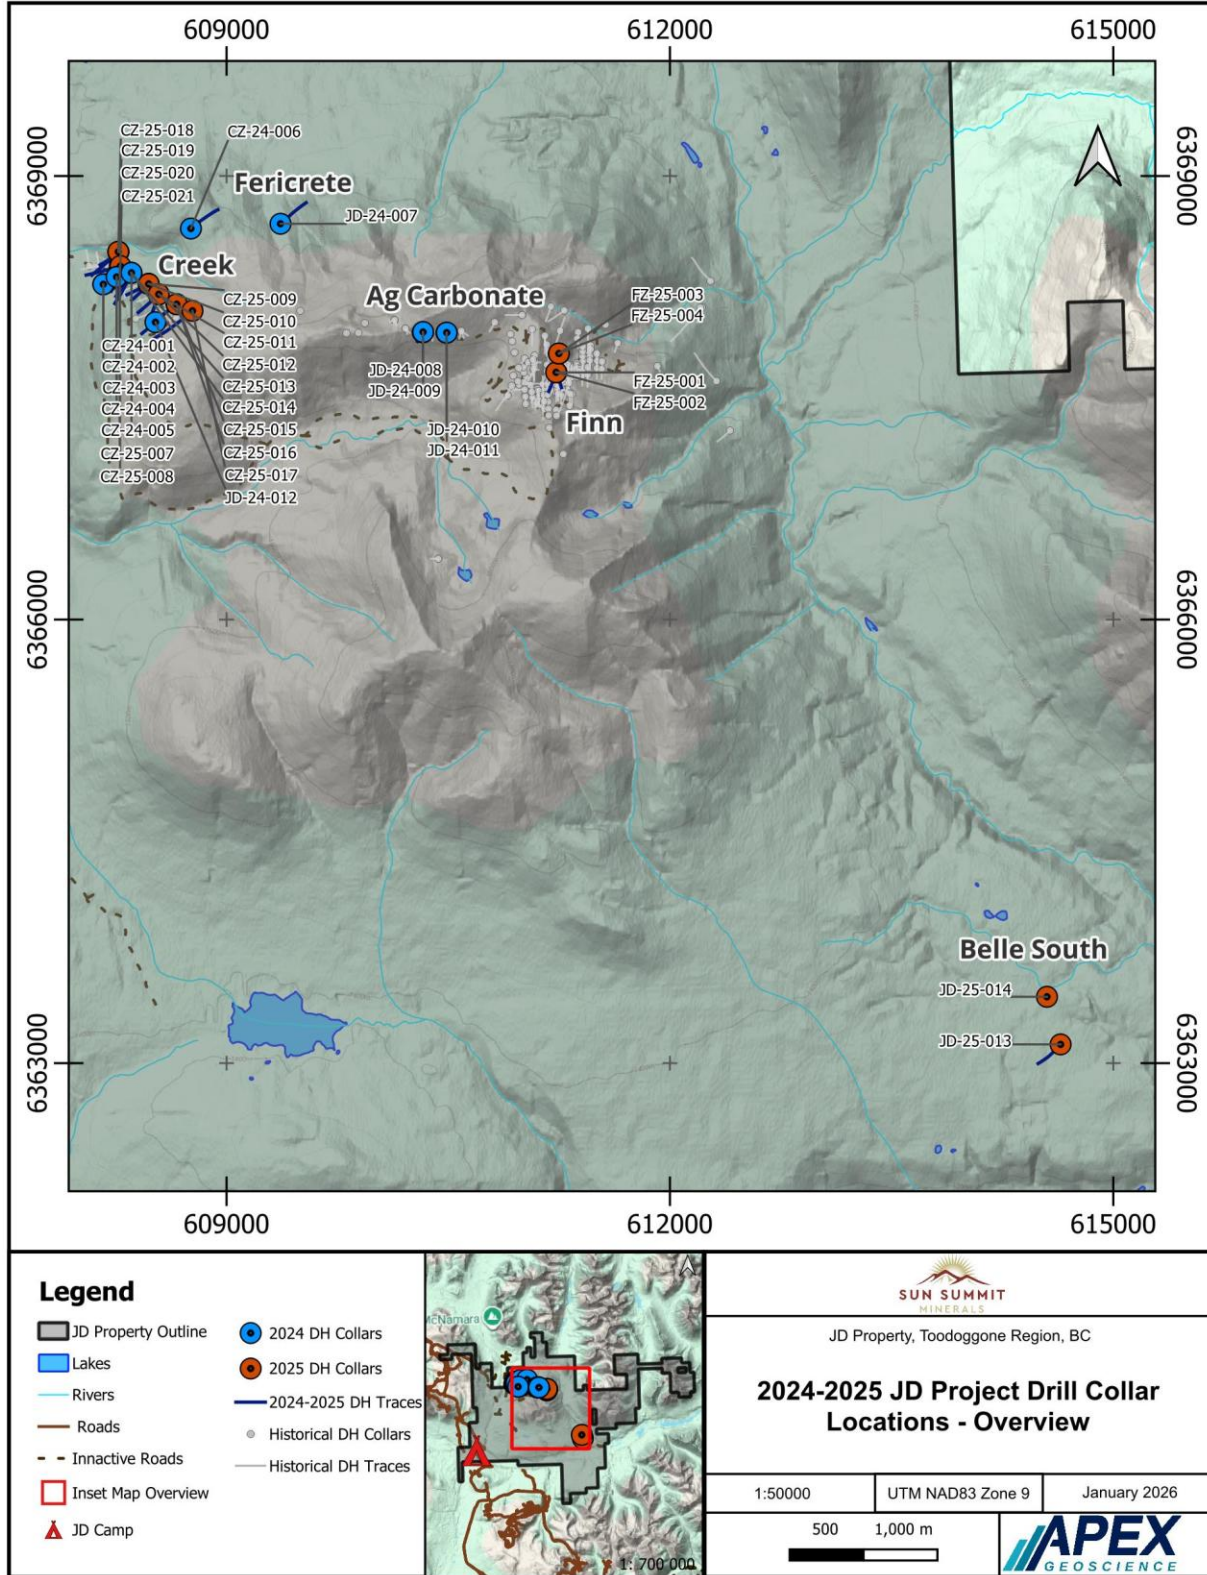 609000
612000
615000
6369000
6369000
CZ-25-018
CZ-25-019
CZ-25-020
CZ-25-021
CZ-24-006
Fericrete
JD-24-007
Creek
CZ-25-009
CZ-25-010
CZ-25-011
CZ-25-012
CZ-25-013
CZ-25-014
CZ-25-015
CZ-25-016
CZ-25-017
JD-24-012
CZ-24-001
CZ-24-002
CZ-24-003
CZ-24-004
CZ-24-005
CZ-25-007
CZ-25-008
Ag Carbonate
JD-24-008
JD-24-009
JD-24-010
JD-24-011
FZ-25-003
FZ-25-004
FZ-25-001
FZ-25-002
Finn
6366000
6366000
Belle South
JD-25-014
JD-25-013
6363000
6363000
609000
612000
615000
Legend
JD Property Outline
Lakes
Rivers
Roads
Innactive Roads
Inset Map Overview
JD Camp
2024 DH Collars
2025 DH Collars
2024-2025 DH Traces
Historical DH Collars
Historical DH Traces
McNamara
1: 700 000
SUN SUMMIT
MINERALS
JD Property, Toodoggone Region, BC
2024-2025 JD Project Drill Collar
Locations - Overview
1:50000
UTM NAD83 Zone 9
January 2026
500 1,000 m
APEX
GEOSCIENCE